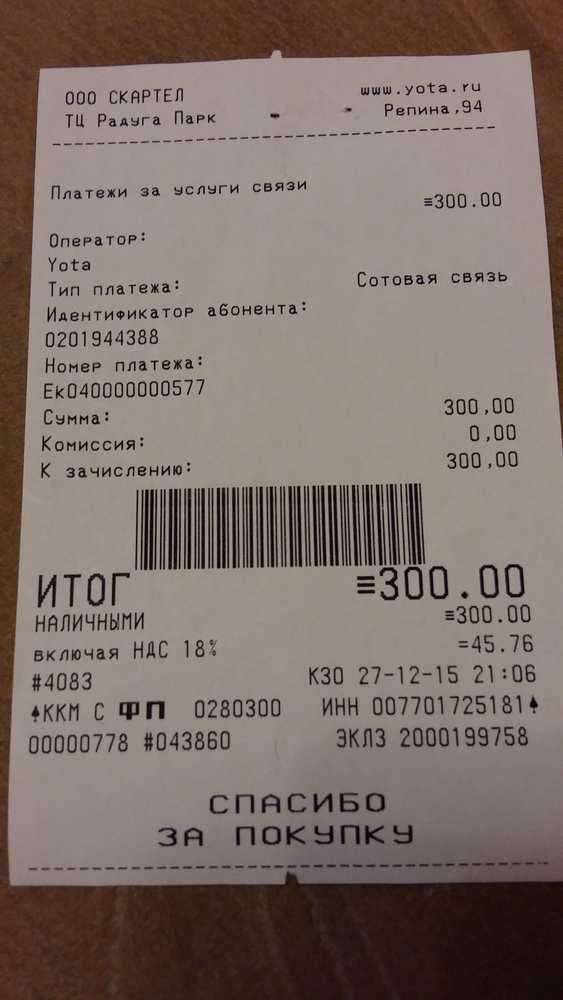 ООО СКАРТЕЛ www.yota.ru
ТЦ Радуга Парк Репина,94
Платежи за услуги связи
≡300.00
Оператор:
Yota
Тип платежа: Сотовая связь
Идентификатор абонента:
0201944388
Номер платежа:
Ek040000000577
Сумма: 300,00
Комиссия: 0,00
К зачислению: 300,00
ИТОГ ≡300.00
НАЛИЧНЫМИ ≡300.00
включая НДС 18% =45.76
#4083 КЗ0 27-12-15 21:06
♠ККМ С ФП 0280300 ИНН 007701725181♠
00000778 #043860 ЭКЛЗ 2000199758
СПАСИБО
ЗА ПОКУПКУ